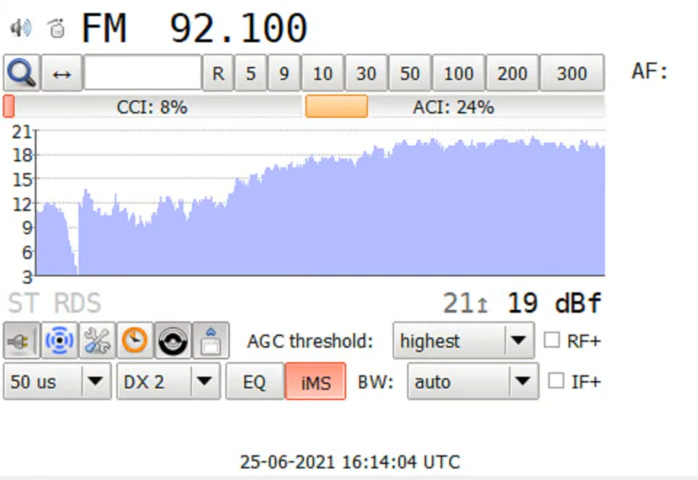 FM 92.100
R 5 9 10 30 50 100 200 300 AF:
CCI: 8% ACI: 24%
21
18
15
12
9
6
3
ST RDS 21↥ 19 dBf
AGC threshold: highest RF+
50 us DX 2 EQ iMS BW: auto IF+
25-06-2021 16:14:04 UTC